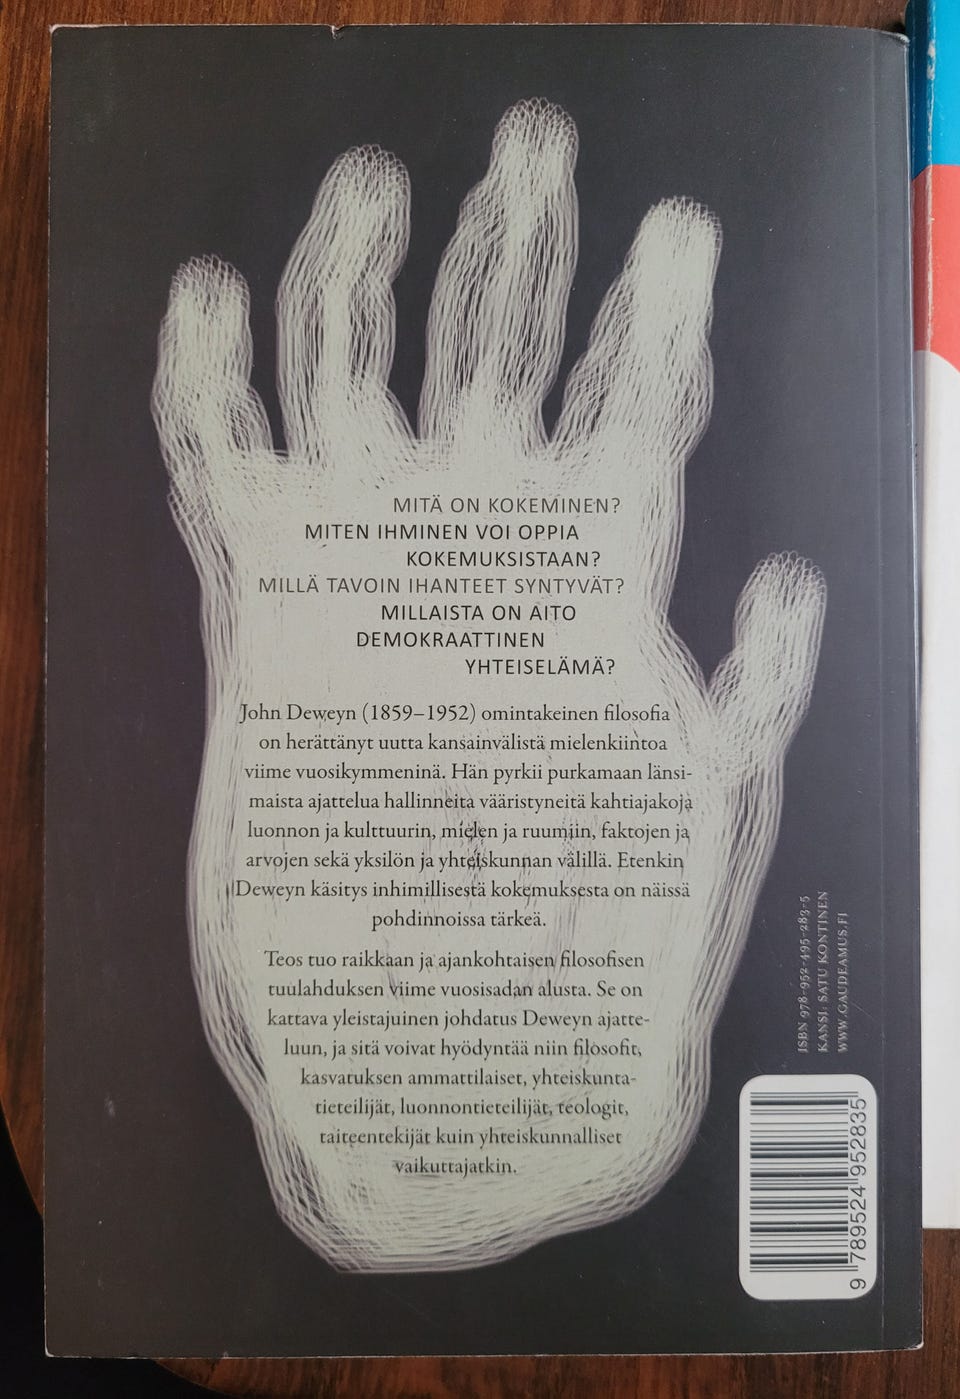 MITÄ ON KOKEMINEN?
MITEN IHMINEN VOI OPPIA
KOKEMUKSISTAAN?
MILLÄ TAVOIN IHANTEET SYNTYVÄT?
MILLAISTA ON AITO
DEMOKRAATTINEN
YHTEISELÄMÄ?
John Deweyn (1859–1952) omintakeinen filosofia
on herättänyt uutta kansainvälistä mielenkiintoa
viime vuosikymmeninä. Hän pyrkii purkamaan länsi-
maista ajattelua hallinneita vääristyneitä kahtiajakoja
luonnon ja kulttuurin, mielen ja ruumiin, faktojen ja
arvojen sekä yksilön ja yhteiskunnan välillä. Etenkin
Deweyn käsitys inhimillisestä kokemuksesta on näissä
pohdinnoissa tärkeä.
Teos tuo raikkaan ja ajankohtaisen filosofisen
tuulahduksen viime vuosisadan alusta. Se on
kattava yleistajuinen johdatus Deweyn ajatte-
luun, ja sitä voivat hyödyntää niin filosofit,
kasvatuksen ammattilaiset, yhteiskunta-
tieteilijät, luonnontieteilijät, teologit,
taiteentekijät kuin yhteiskunnalliset
vaikuttajatkin.
ISBN 978-952-495-283-5
KANSI: SATU KONTINEN
WWW.GAUDEAMUS.FI
9 789524 952835